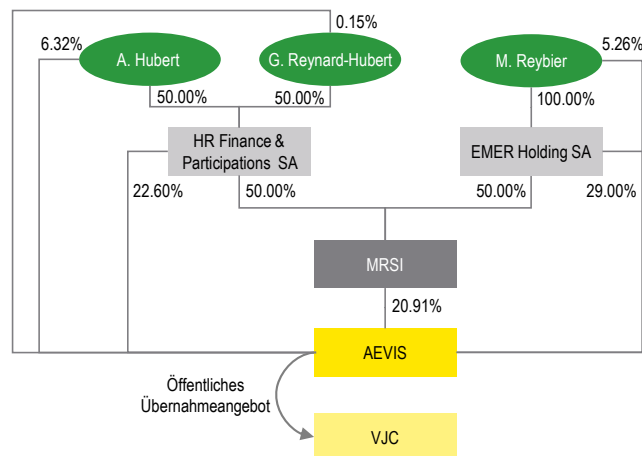 0.15%
6.32%
5.26%
A. Hubert
G. Reynard-Hubert
M. Reybier
50.00%
50.00%
100.00%
HR Finance &
Participations SA
EMER Holding SA
22.60%
50.00%
50.00%
29.00%
MRSI
20.91%
AEVIS
Öffentliches
Übernahmeangebot
VJC